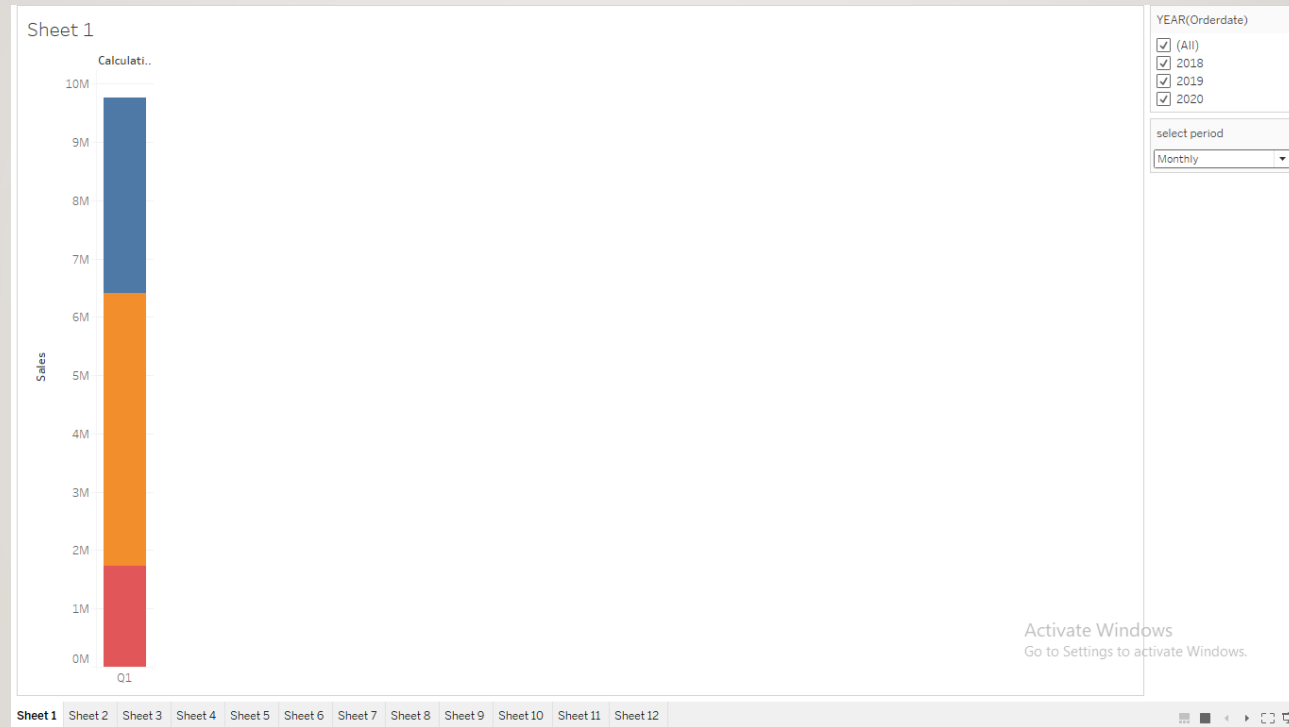 Sheet 1
Calculati..
10M
9M
8M
7M
6M
5M
4M
3M
2M
1M
0M
Sales
Q1
YEAR(Orderdate)
(All)
2018
2019
2020
select period
Monthly
Activate Windows
Go to Settings to activate Windows.
Sheet 1 Sheet 2 Sheet 3 Sheet 4 Sheet 5 Sheet 6 Sheet 7 Sheet 8 Sheet 9 Sheet 10 Sheet 11 Sheet 12